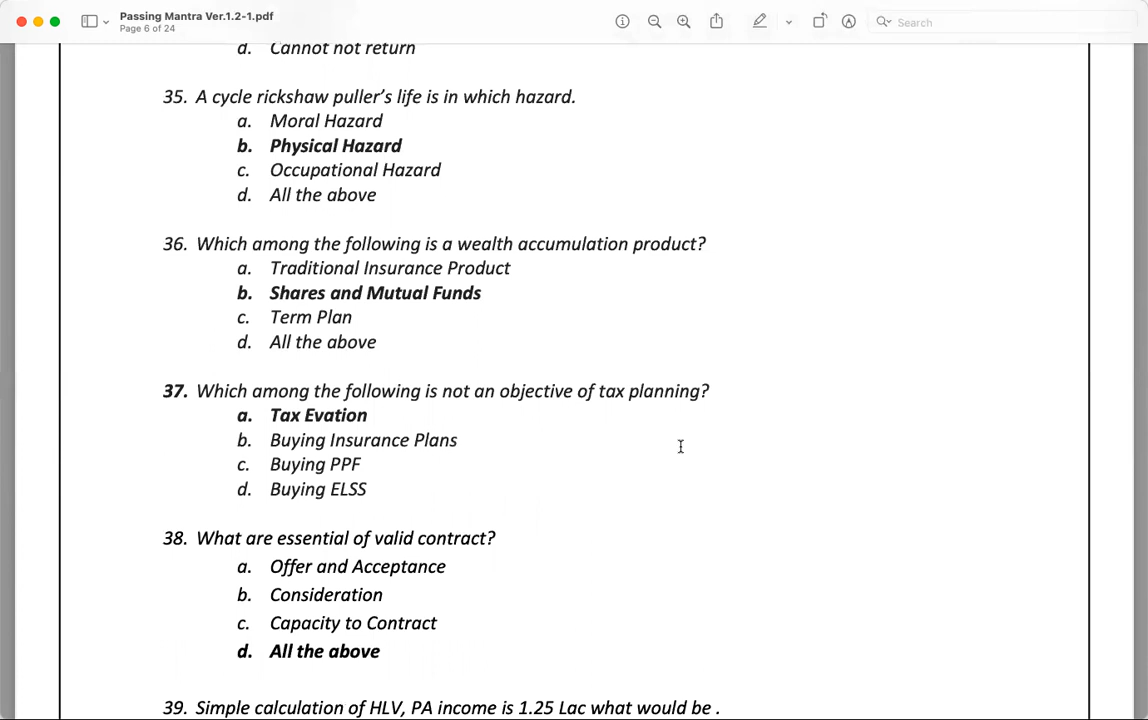 Passing Mantra Ver.1.2-1.pdf
Page 6 of 24
Search
d. Cannot not return
35. A cycle rickshaw puller's life is in which hazard.
a. Moral Hazard
b. Physical Hazard
c. Occupational Hazard
d. All the above
36. Which among the following is a wealth accumulation product?
a. Traditional Insurance Product
b. Shares and Mutual Funds
c. Term Plan
d. All the above
37. Which among the following is not an objective of tax planning?
a. Tax Evation
b. Buying Insurance Plans
c. Buying PPF
d. Buying ELSS
38. What are essential of valid contract?
a. Offer and Acceptance
b. Consideration
c. Capacity to Contract
d. All the above
39. Simple calculation of HLV, PA income is 1.25 Lac what would be .